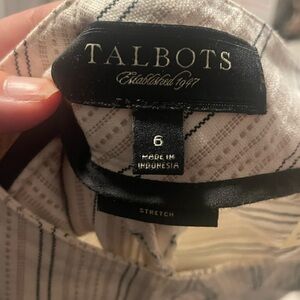 TALBOTS
Established 1947
6
MADE IN
INDONESIA
STRETCH